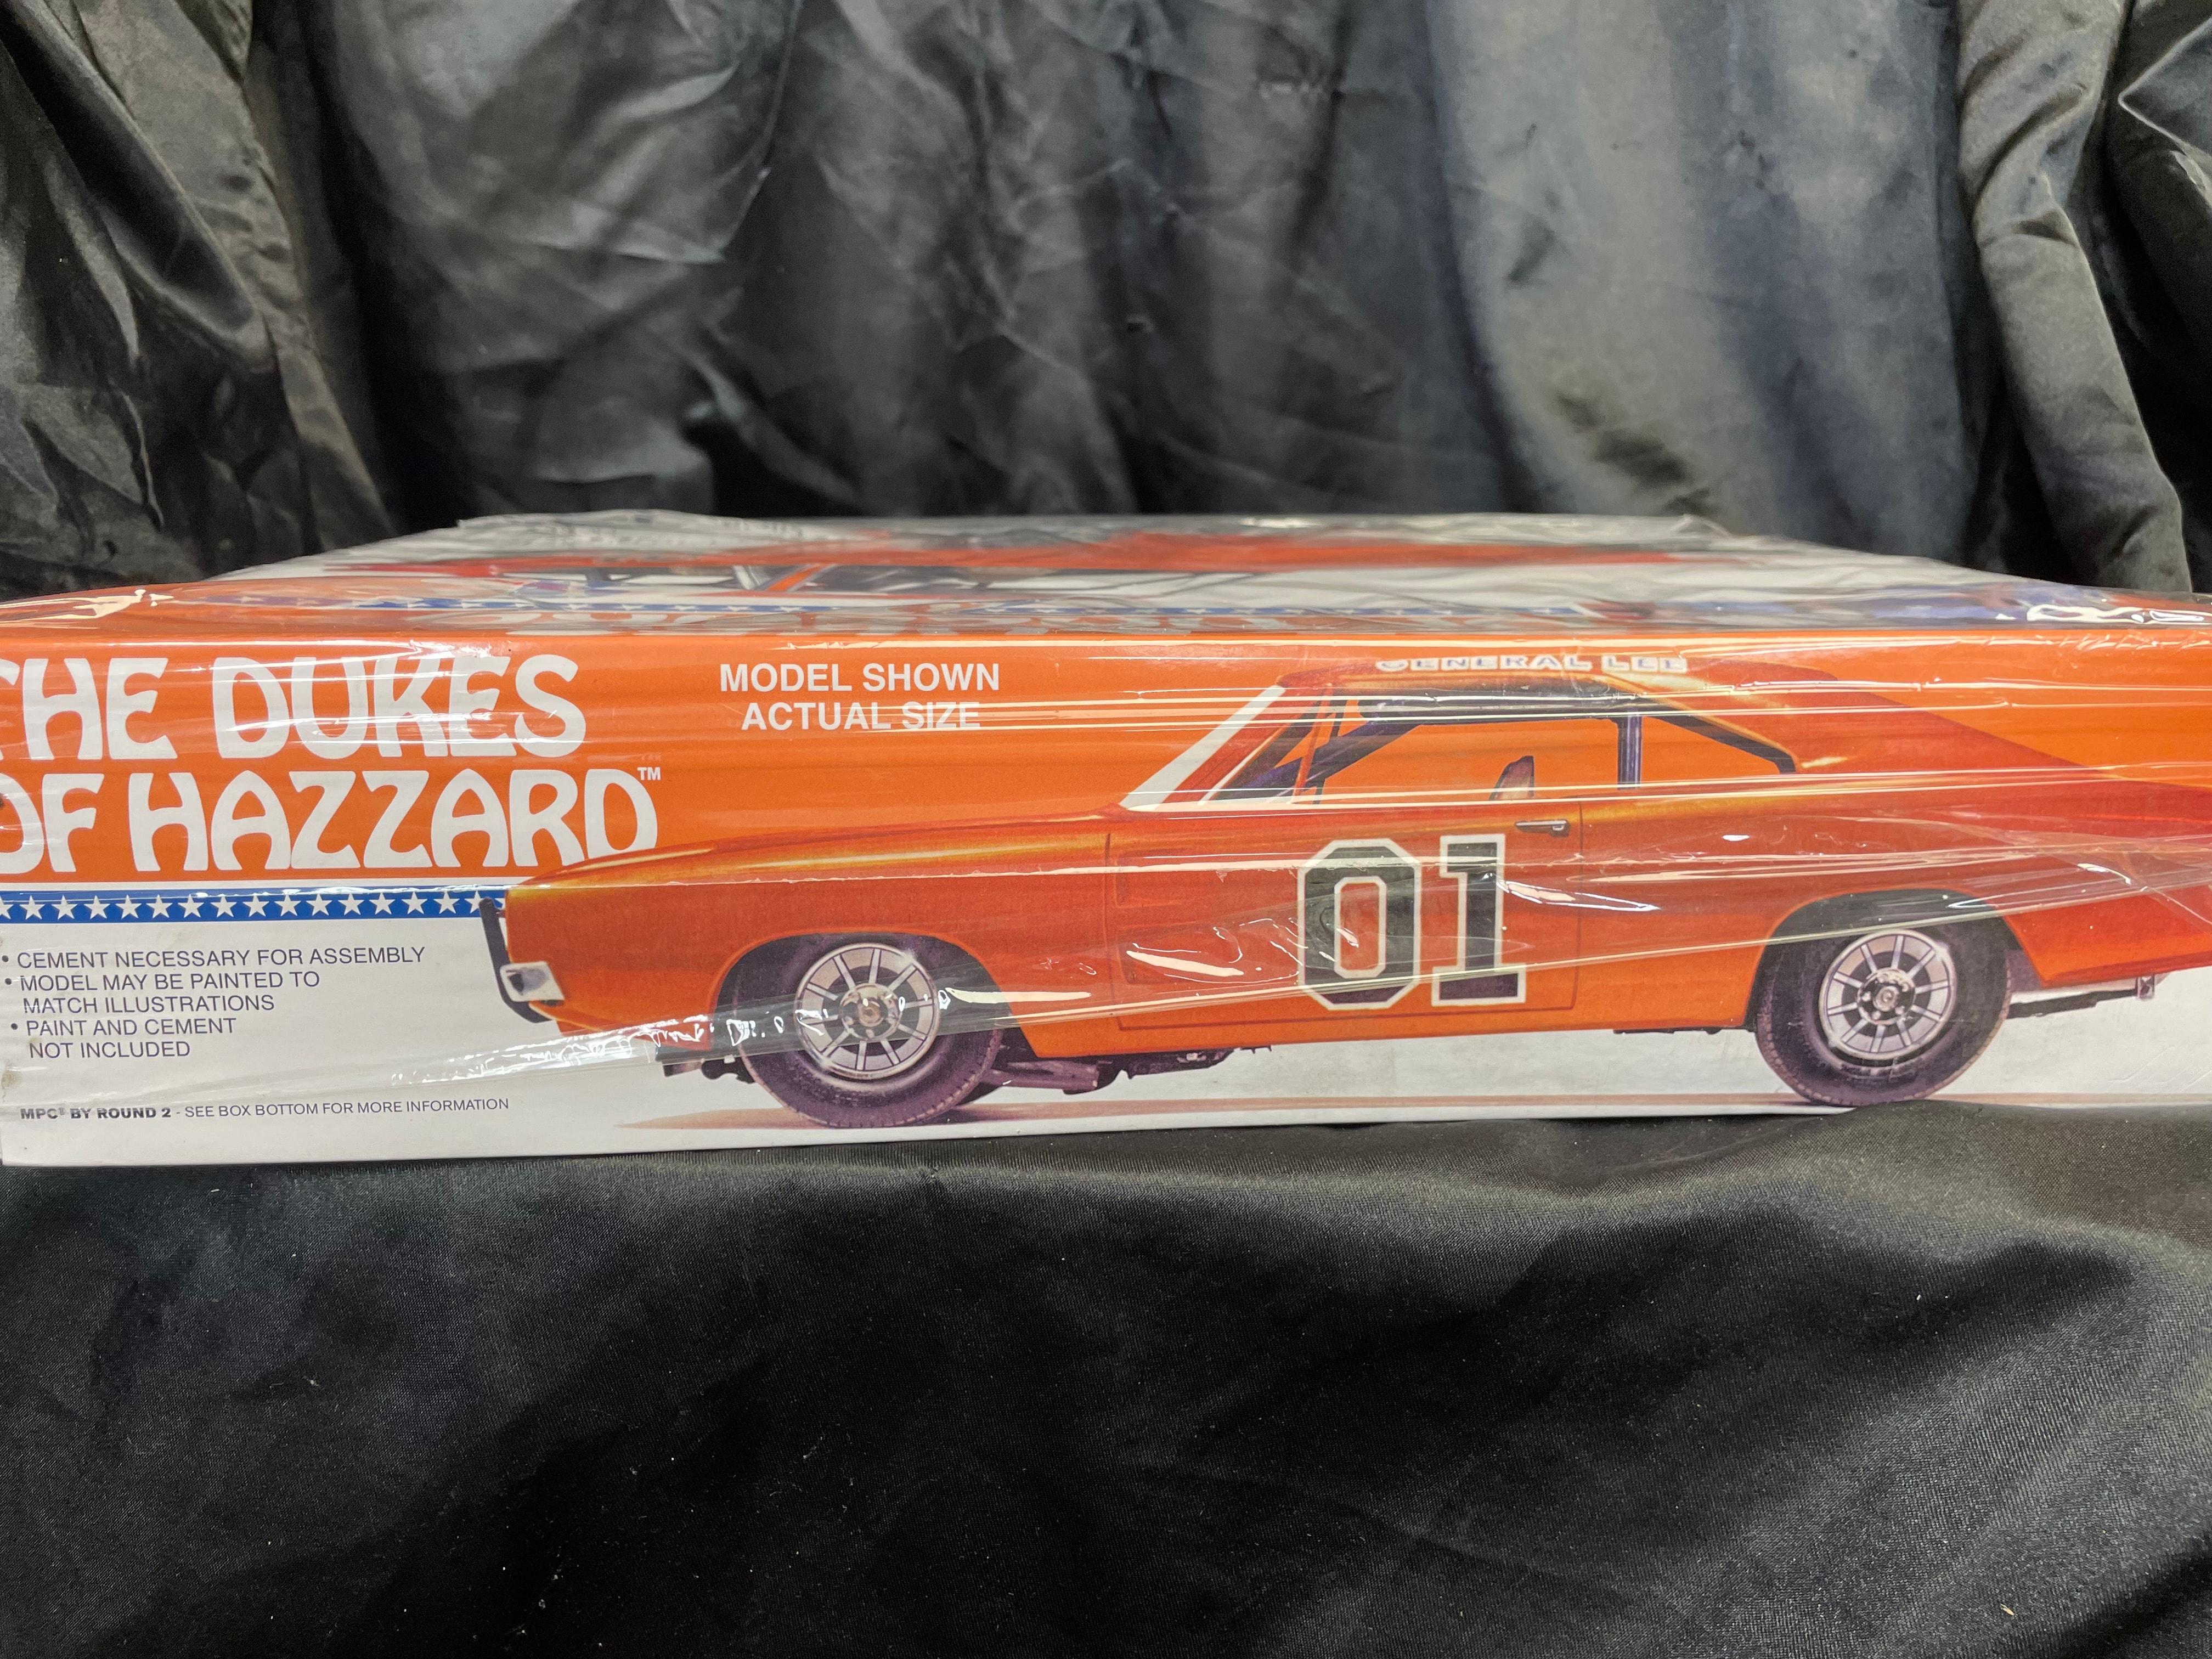 THE DUKES
OF HAZZARD™
MODEL SHOWN
ACTUAL SIZE
GENERAL LEE
01
• CEMENT NECESSARY FOR ASSEMBLY
• MODEL MAY BE PAINTED TO
MATCH ILLUSTRATIONS
• PAINT AND CEMENT
NOT INCLUDED
MPC® BY ROUND 2 - SEE BOX BOTTOM FOR MORE INFORMATION